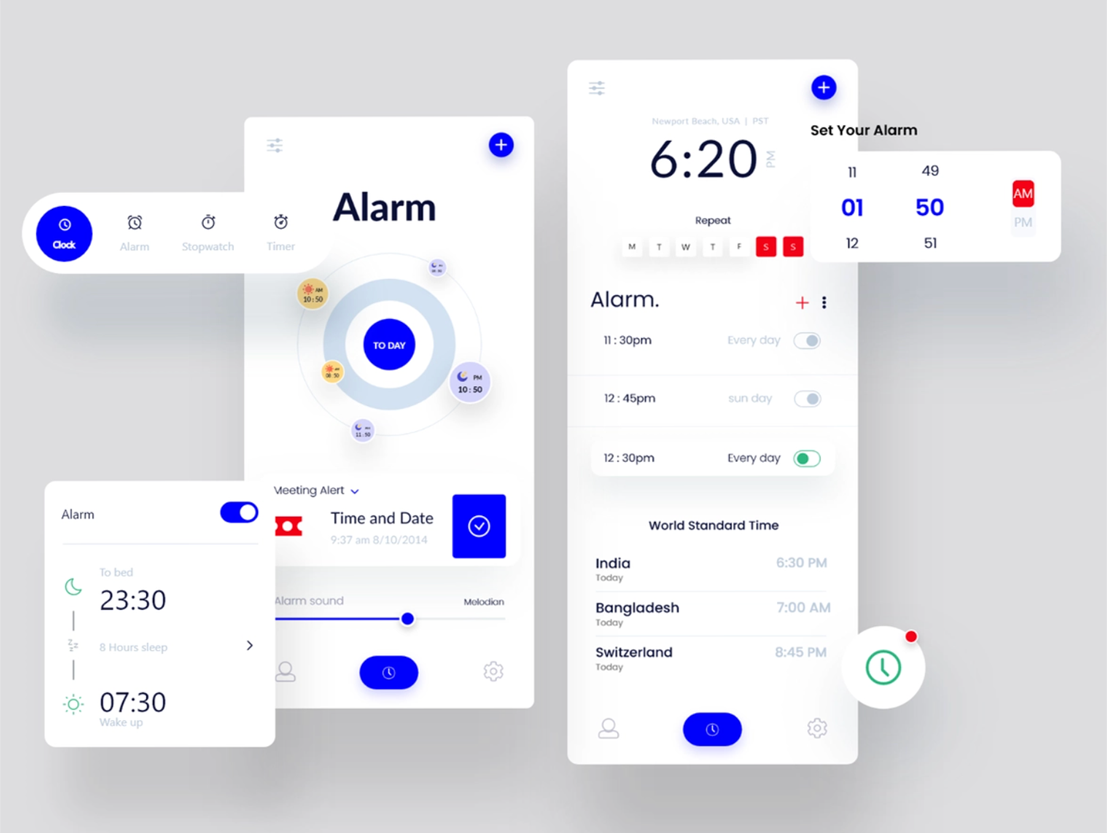 Clock
Alarm
Stopwatch
Timer
Alarm
AM
10 : 50
TO DAY
PM
10 : 50
11 : 50
Meeting Alert
Time and Date
9:37 am 8/10/2014
Alarm sound
Melodian
Alarm
To bed
23:30
8 Hours sleep
07:30
Wake up
Newport Beach, USA | PST
6:20 PM
Repeat
M T W T F S S
Set Your Alarm
11 49
01 50 AM
PM
12 51
Alarm.
11 : 30pm Every day
12 : 45pm sun day
12 : 30pm Every day
World Standard Time
India 6:30 PM
Today
Bangladesh 7:00 AM
Today
Switzerland 8:45 PM
Today